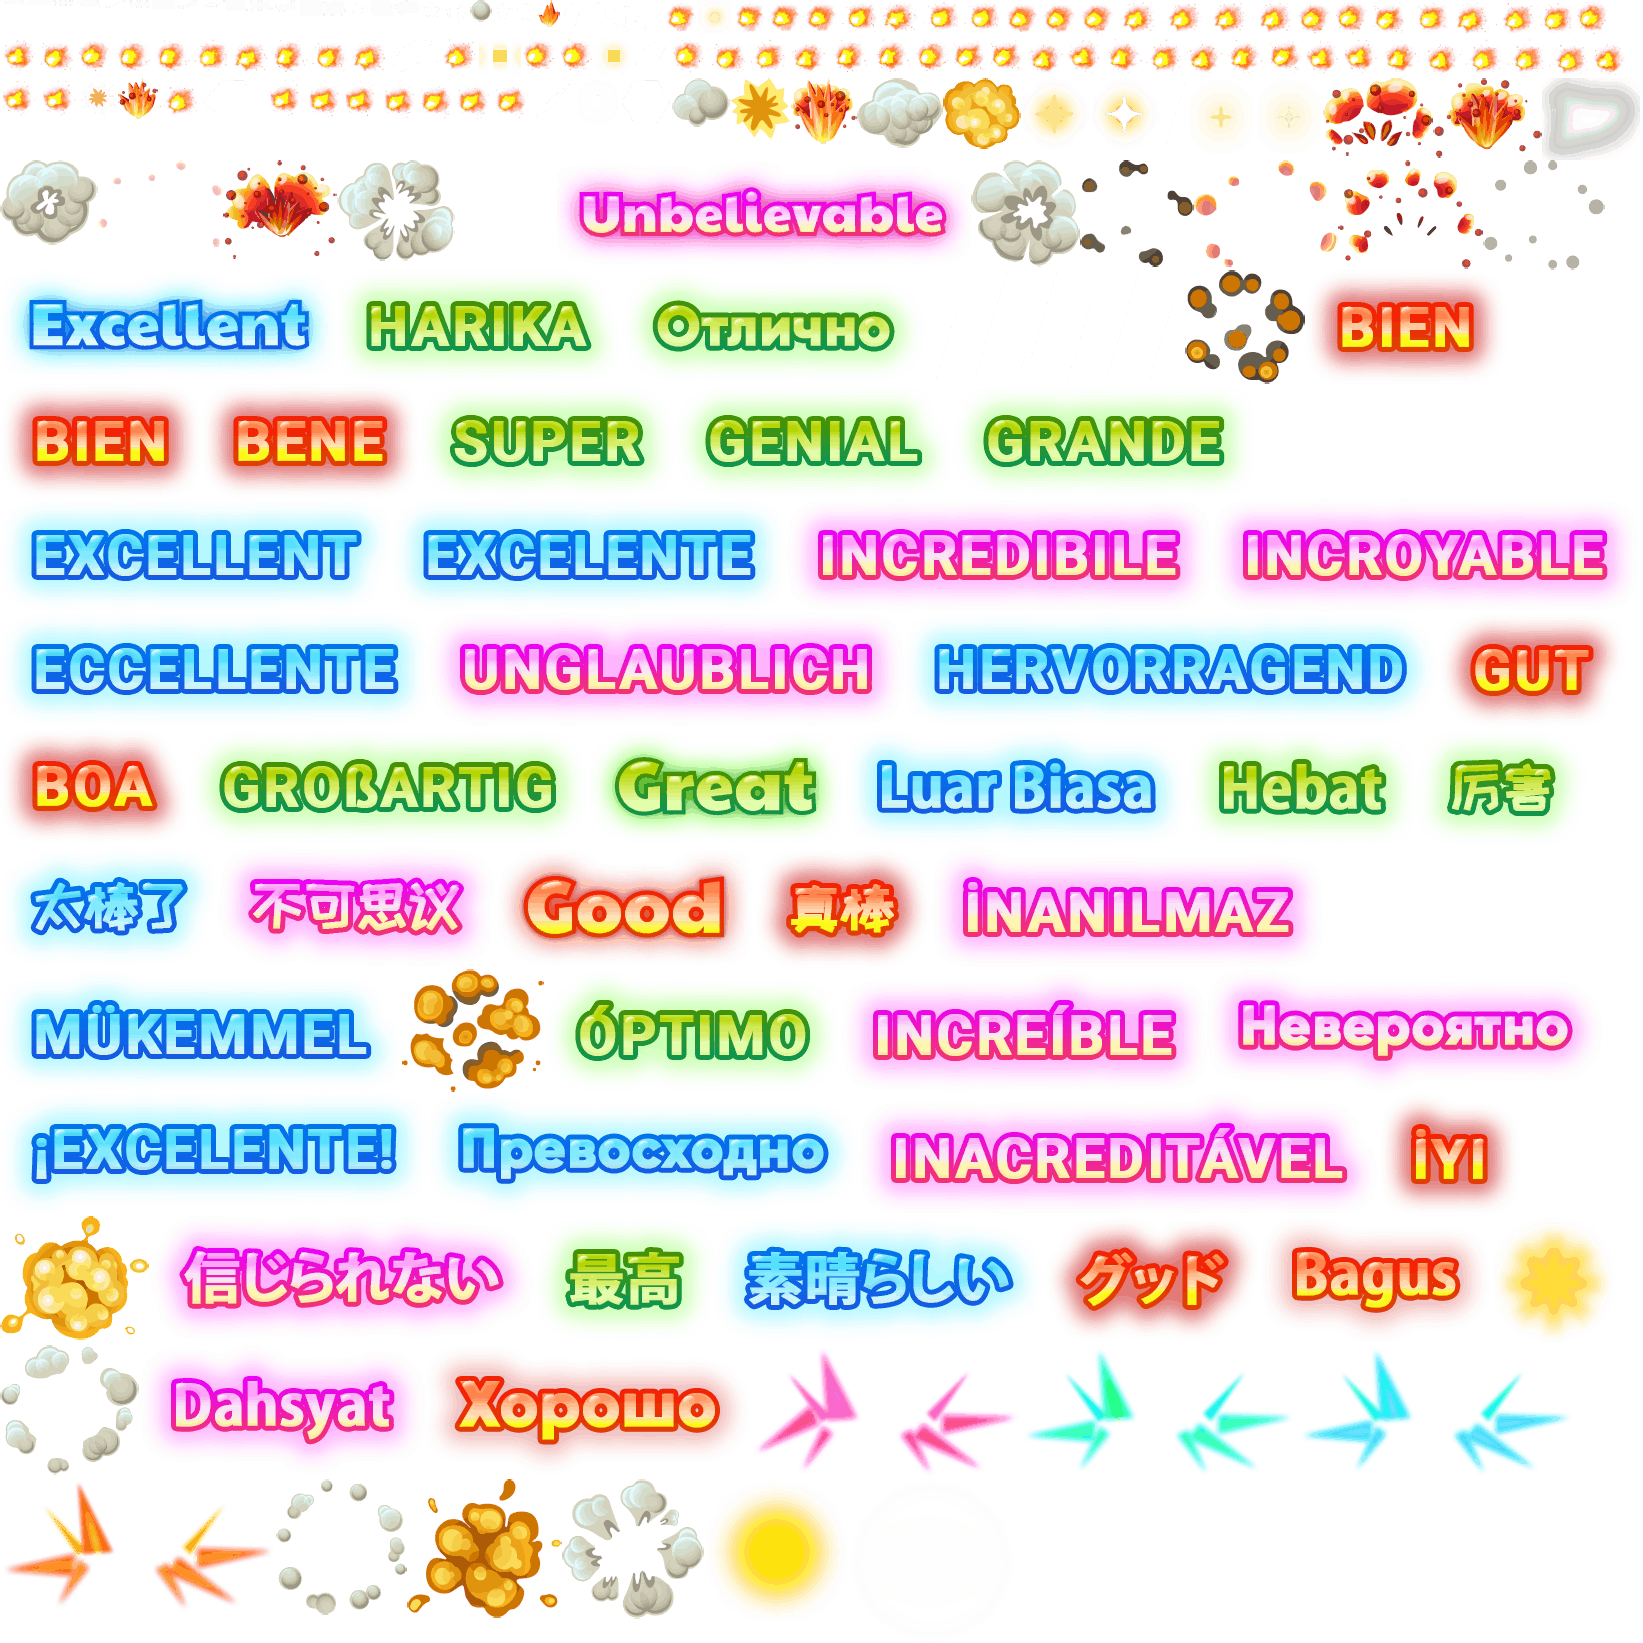 Unbelievable
Excellent HARIKA Отлично BIEN
BIEN BENE SUPER GENIAL GRANDE
EXCELLENT EXCELENTE INCREDIBILE INCROYABLE
ECCELLENTE UNGLAUBLICH HERVORRAGEND GUT
BOA GROßARTIG Great Luar Biasa Hebat 厉害
太棒了 不可思议 Good 真棒 İNANILMAZ
MÜKEMMEL ÓPTIMO INCREÍBLE Невероятно
¡EXCELENTE! Превосходно INACREDITÁVEL İYI
信じられない 最高 素晴らしい グッド Bagus
Dahsyat Хорошо